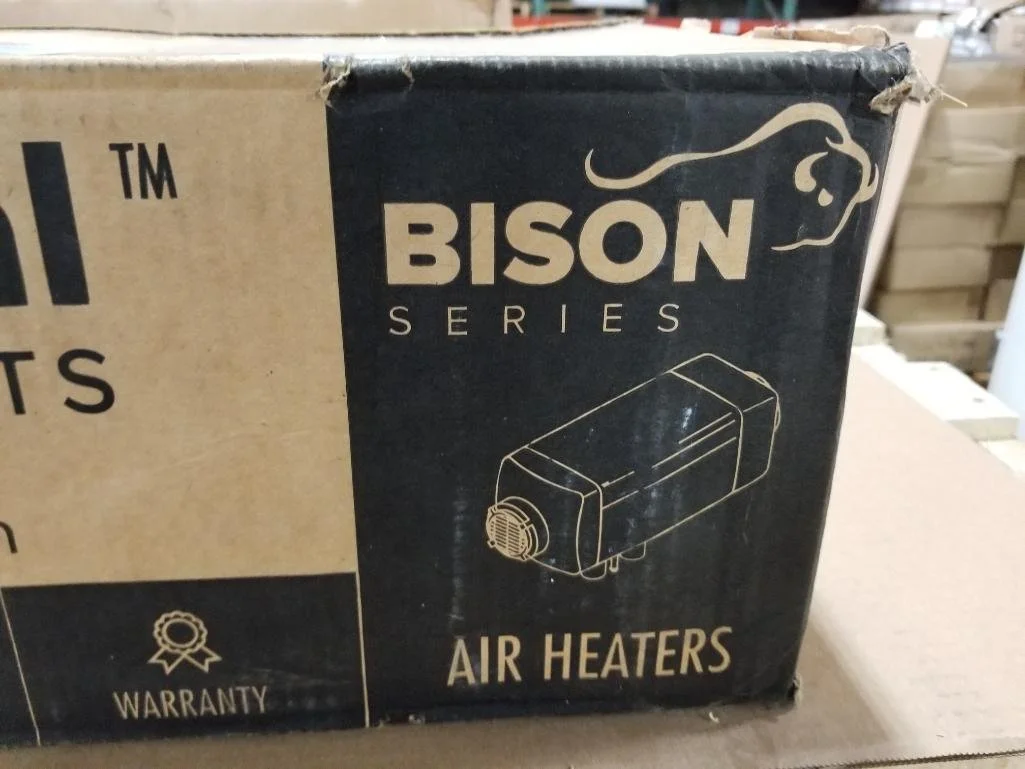 TM
BISON
SERIES
TS
AIR HEATERS
WARRANTY